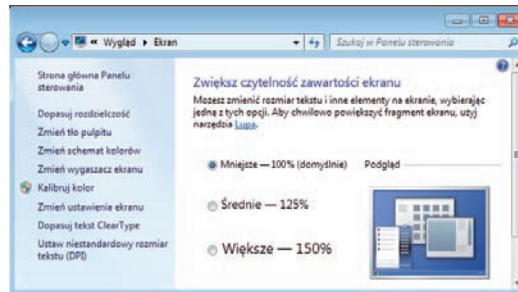 « Wygląd ▸ Ekran
Szukaj w Panelu sterowania
Strona główna Panelu
sterowania
Dopasuj rozdzielczość
Zmień tło pulpitu
Zmień schemat kolorów
Zmień wygaszacz ekranu
Kalibruj kolor
Zmień ustawienie ekranu
Dopasuj tekst ClearType
Ustaw niestandardowy rozmiar
tekstu (DPI)
Zwiększ czytelność zawartości ekranu
Możesz zmienić rozmiar tekstu i inne elementy na ekranie, wybierając
jedną z tych opcji. Aby chwilowo powiększyć fragment ekranu, użyj
narzędzia Lupa.
Mniejsze — 100% (domyślnie)
Podgląd
Średnie — 125%
Większe — 150%